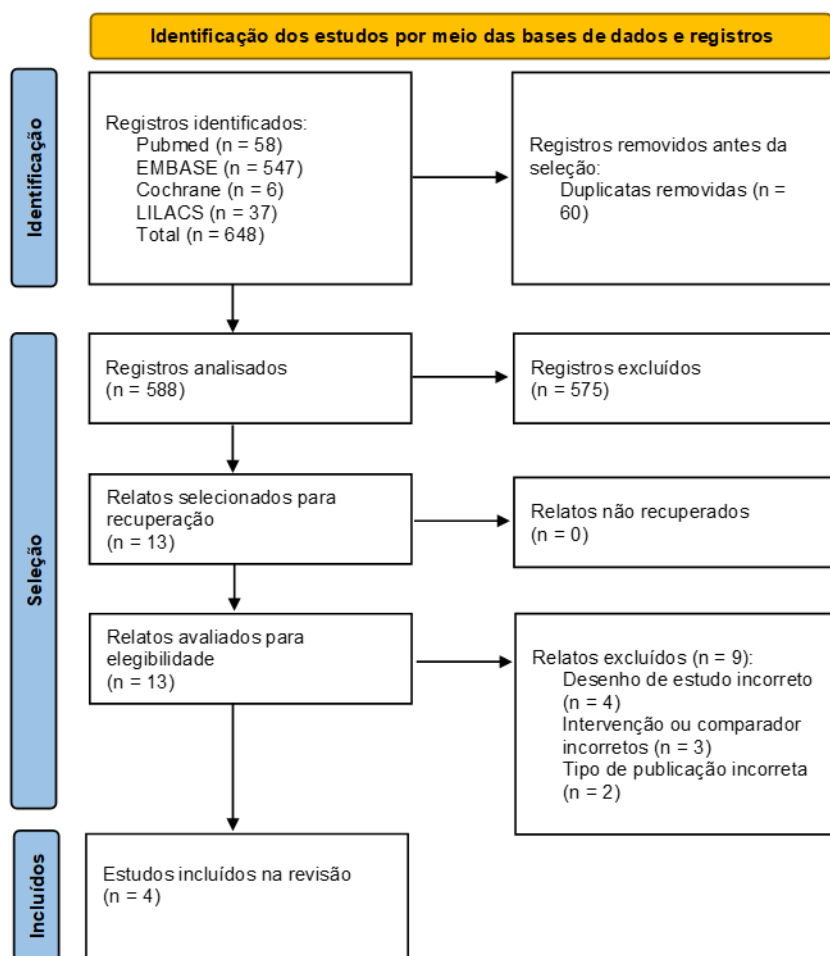 Identificação dos estudos por meio das bases de dados e registros
Identificação
Registros identificados:
Pubmed (n = 58)
EMBASE (n = 547)
Cochrane (n = 6)
LILACS (n = 37)
Total (n = 648)
Registros removidos antes da
seleção:
Duplicatas removidas (n =
60)
Seleção
Registros analisados
(n = 588)
Registros excluídos
(n = 575)
Relatos selecionados para
recuperação
(n = 13)
Relatos não recuperados
(n = 0)
Relatos avaliados para
elegibilidade
(n = 13)
Relatos excluídos (n = 9):
Desenho de estudo incorreto
(n = 4)
Intervenção ou comparador
incorretos (n = 3)
Tipo de publicação incorreta
(n = 2)
Incluídos
Estudos incluídos na revisão
(n = 4)